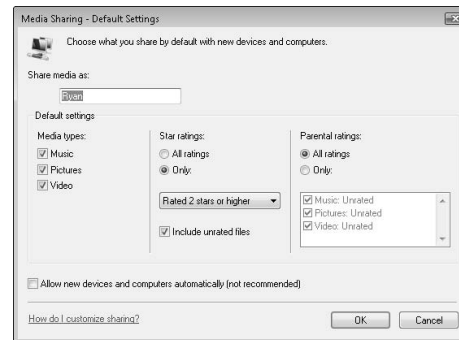 Media Sharing - Default Settings
Choose what you share by default with new devices and computers.
Share media as:
Ryan
Default settings
Media types:
Music
Pictures
Video
Star ratings:
All ratings
Only:
Rated 2 stars or higher
Include unrated files
Parental ratings:
All ratings
Only:
Music: Unrated
Pictures: Unrated
Video: Unrated
Allow new devices and computers automatically (not recommended)
How do I customize sharing?
OK
Cancel